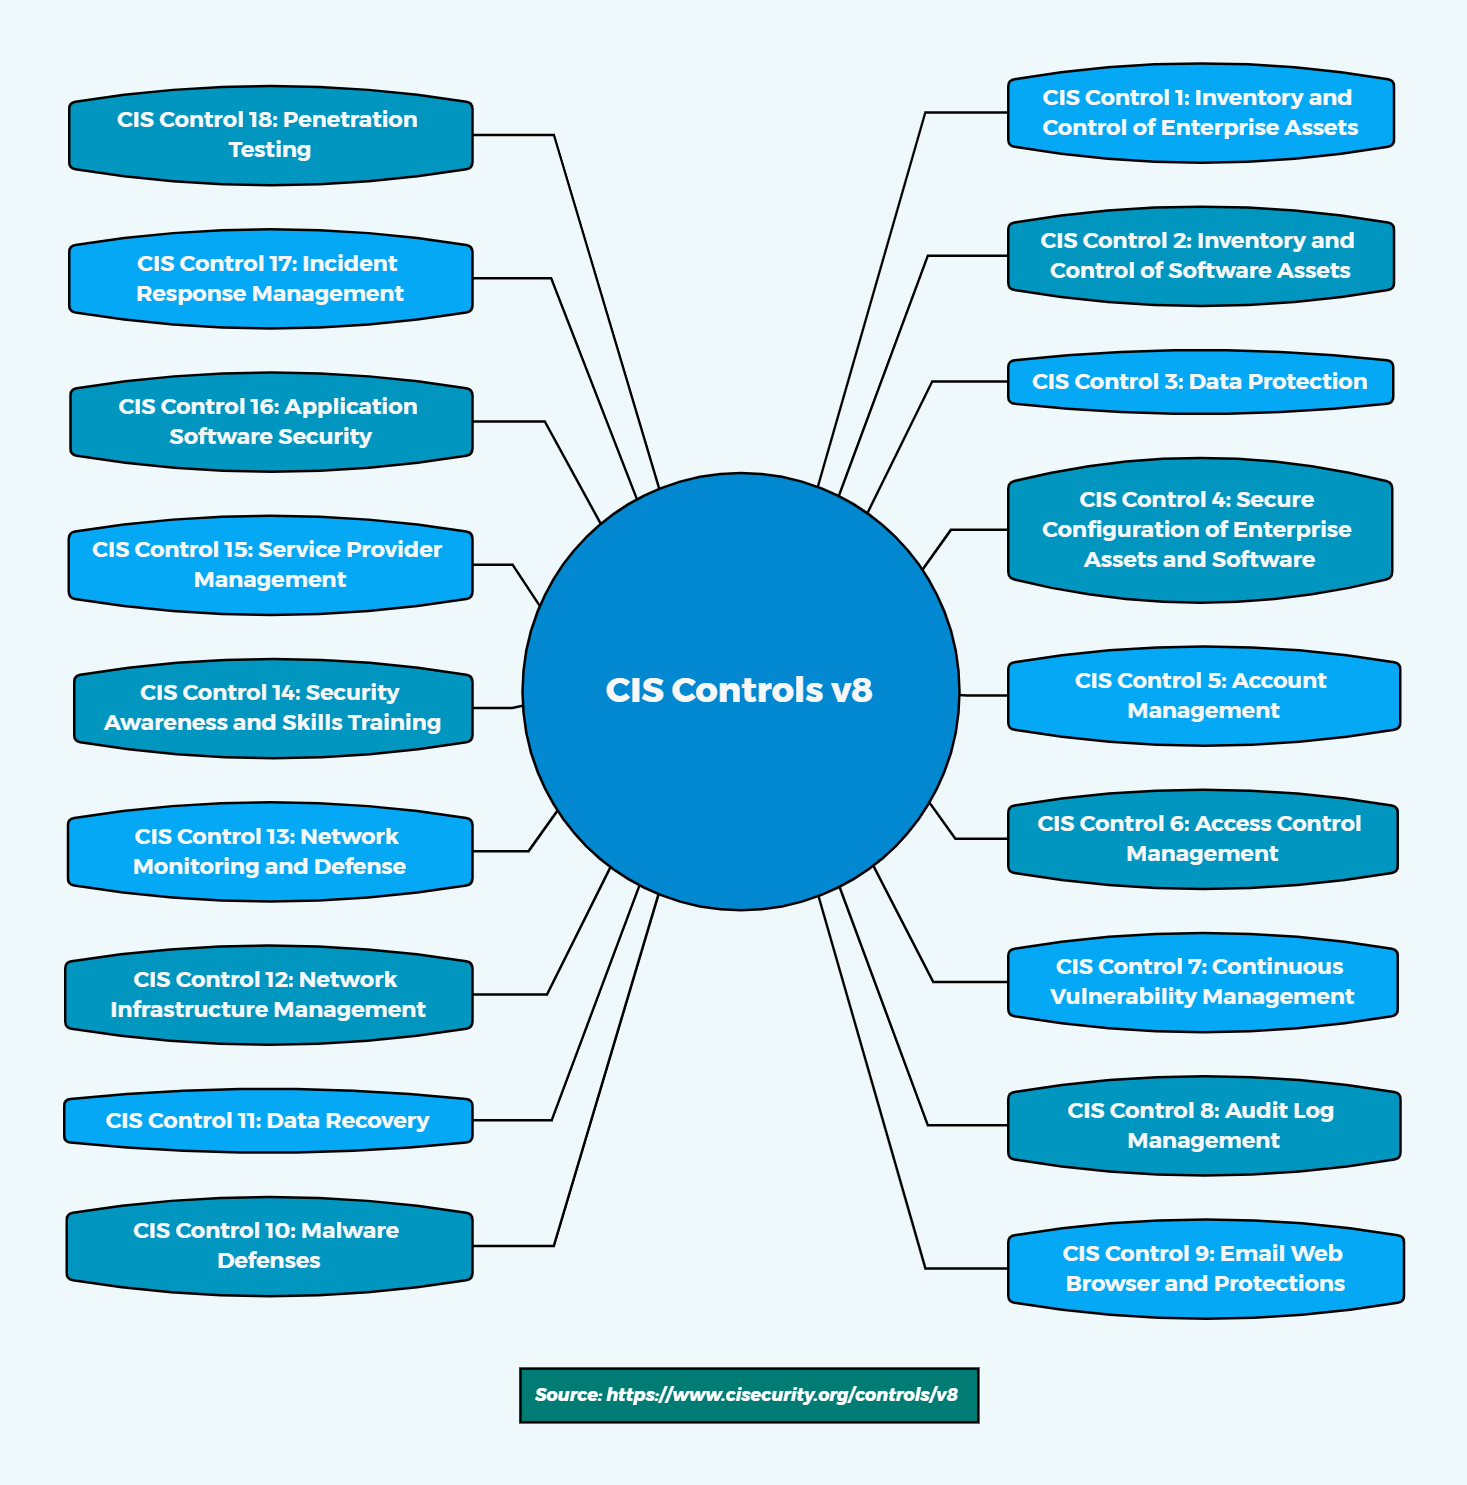 CIS Control 18: Penetration
Testing
CIS Control 17: Incident
Response Management
CIS Control 16: Application
Software Security
CIS Control 15: Service Provider
Management
CIS Control 14: Security
Awareness and Skills Training
CIS Control 13: Network
Monitoring and Defense
CIS Control 12: Network
Infrastructure Management
CIS Control 11: Data Recovery
CIS Control 10: Malware
Defenses
CIS Controls v8
CIS Control 1: Inventory and
Control of Enterprise Assets
CIS Control 2: Inventory and
Control of Software Assets
CIS Control 3: Data Protection
CIS Control 4: Secure
Configuration of Enterprise
Assets and Software
CIS Control 5: Account
Management
CIS Control 6: Access Control
Management
CIS Control 7: Continuous
Vulnerability Management
CIS Control 8: Audit Log
Management
CIS Control 9: Email Web
Browser and Protections
Source: https://www.cisecurity.org/controls/v8